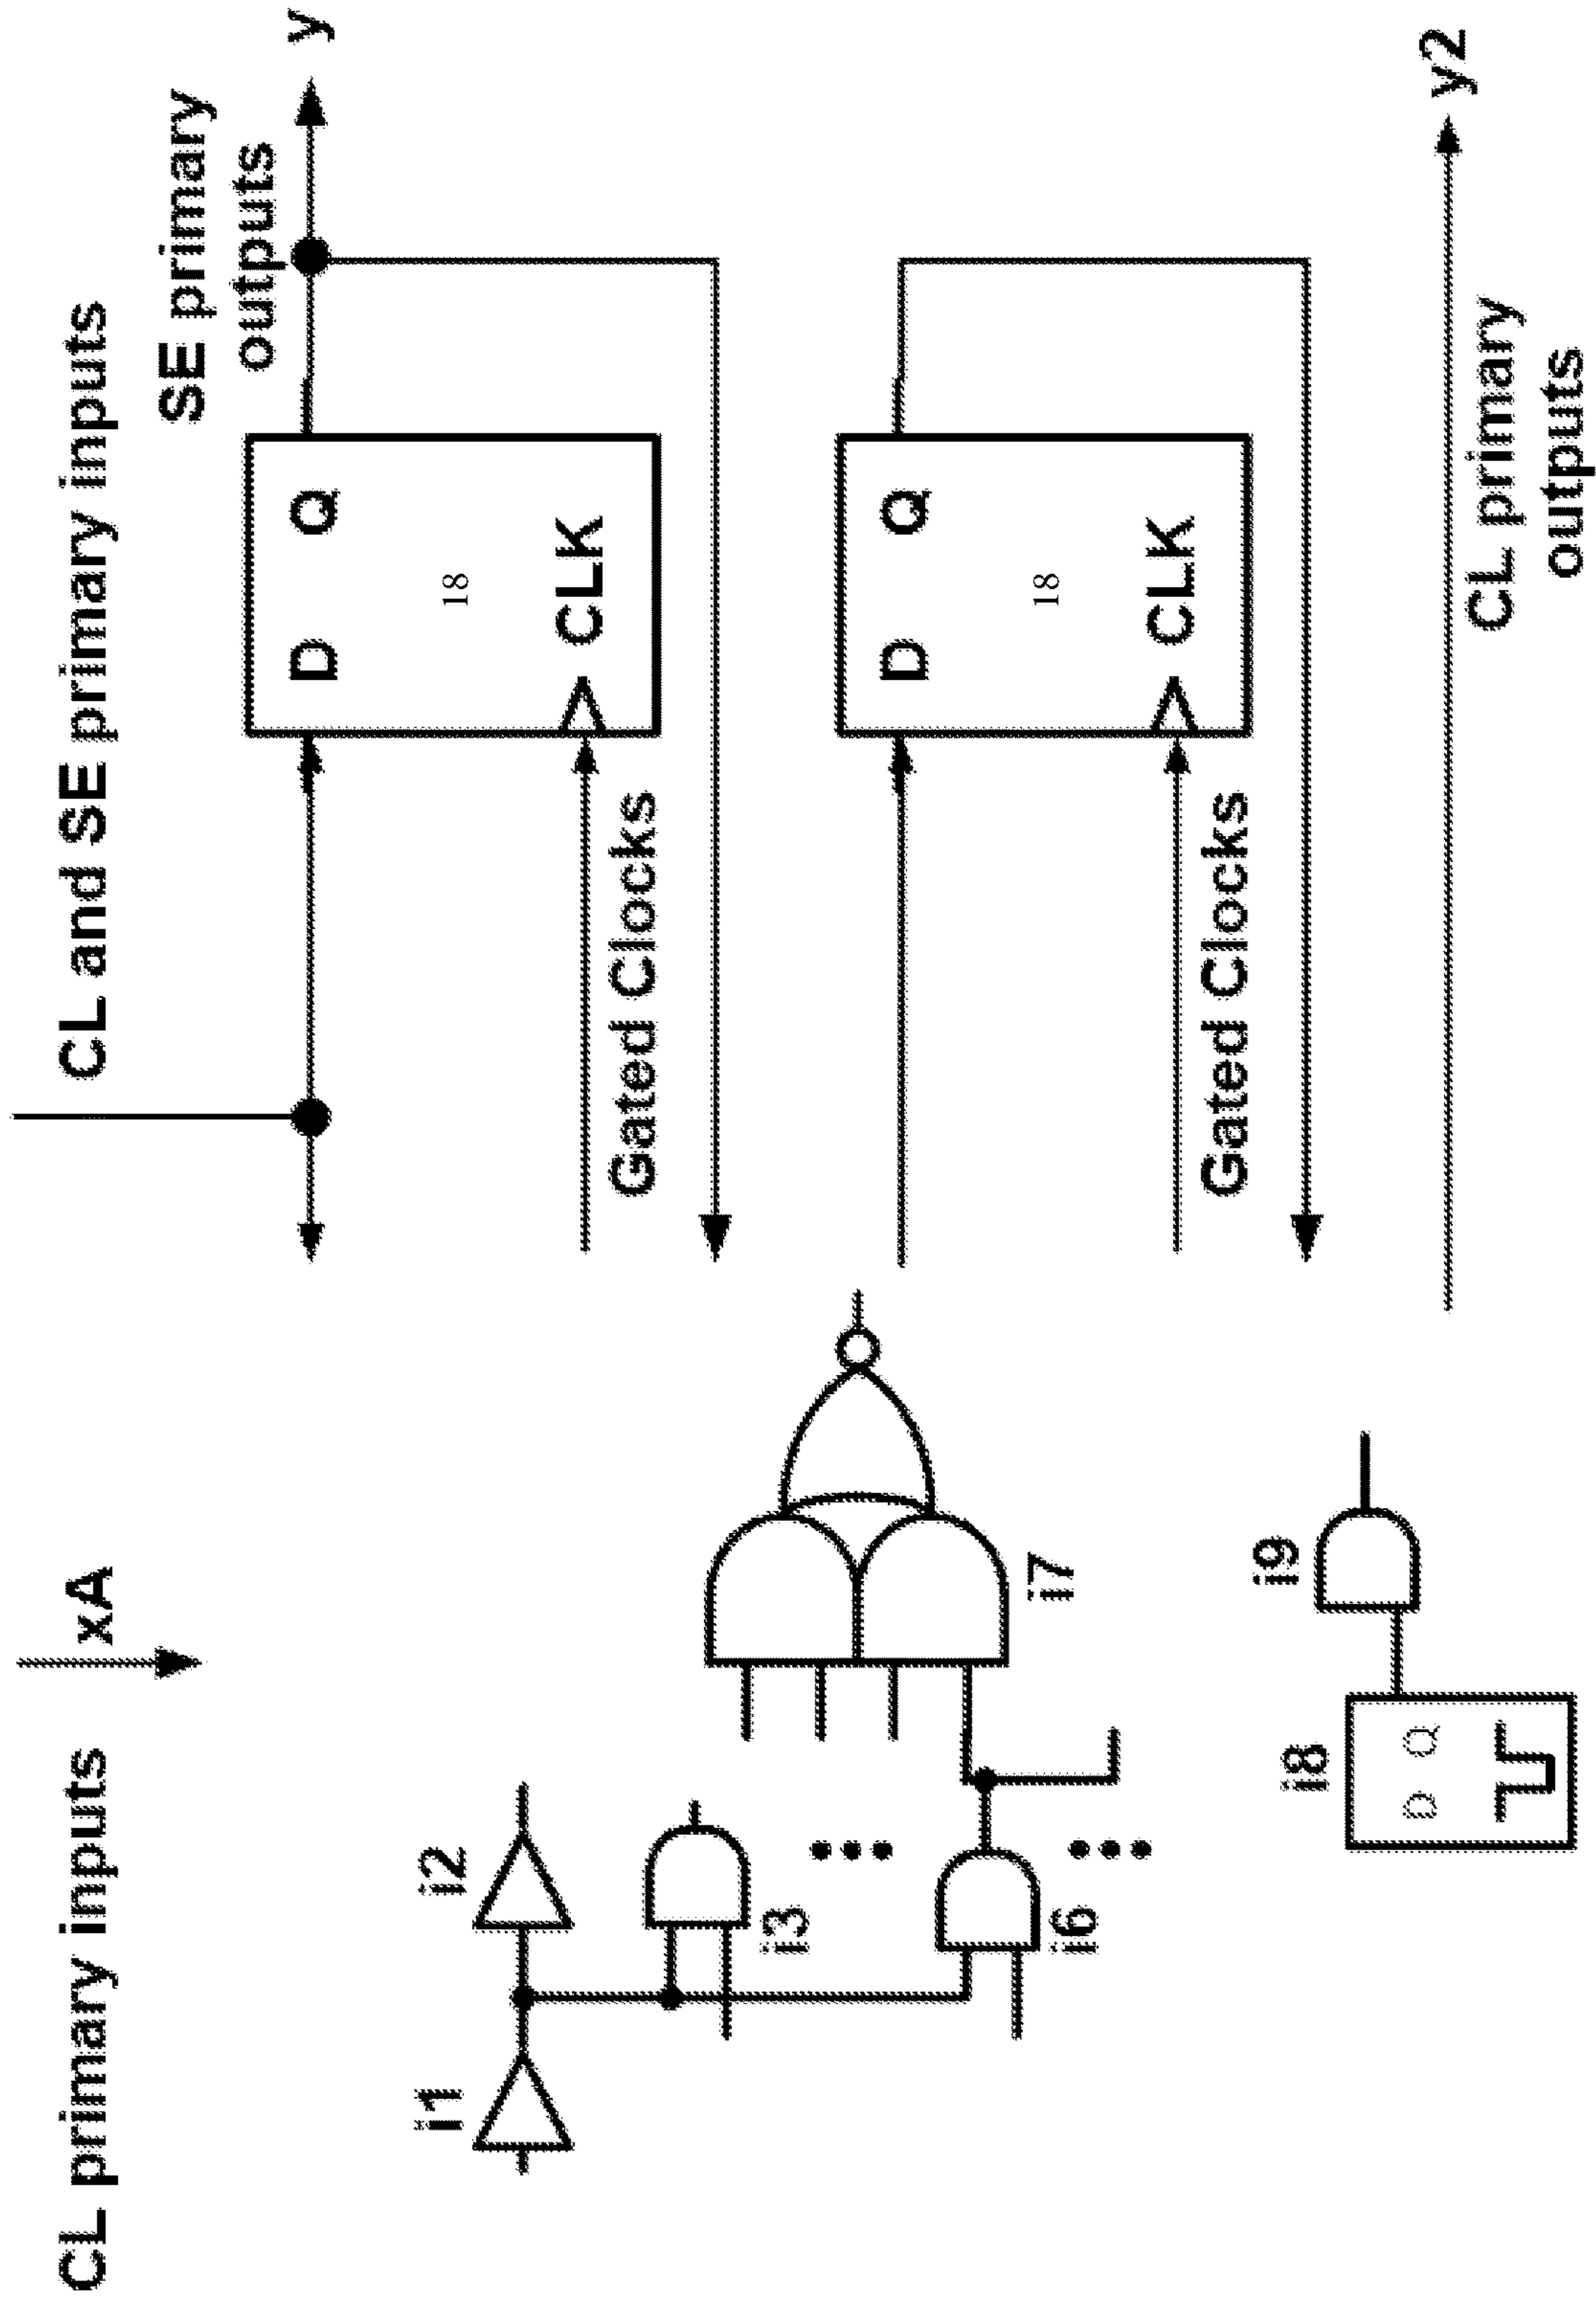 CL primary inputs
xA
CL and SE primary inputs
SE primary
outputs
y
i1
i2
i3
i6
i7
D Q
18
CLK
Gated Clocks
D Q
18
CLK
Gated Clocks
i8
D Q
i9
y2
CL primary
outputs